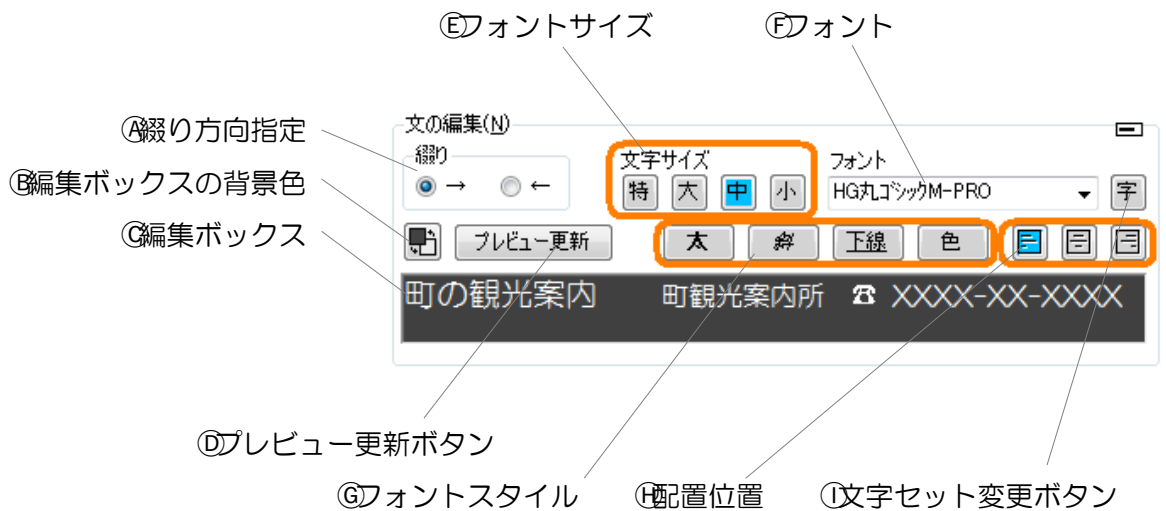 Ⓔフォントサイズ Ⓕフォント
Ⓐ綴り方向指定
Ⓑ編集ボックスの背景色
Ⓒ編集ボックス
文の編集(N)
綴り
→ ←
文字サイズ
特 大 中 小
フォント
HG丸ゴシックM-PRO
字
プレビュー更新
太 斜 下線 色
町の観光案内 町観光案内所 ☎ XXXX-XX-XXXX
Ⓓプレビュー更新ボタン
Ⓖフォントスタイル Ⓗ配置位置 Ⓘ文字セット変更ボタン